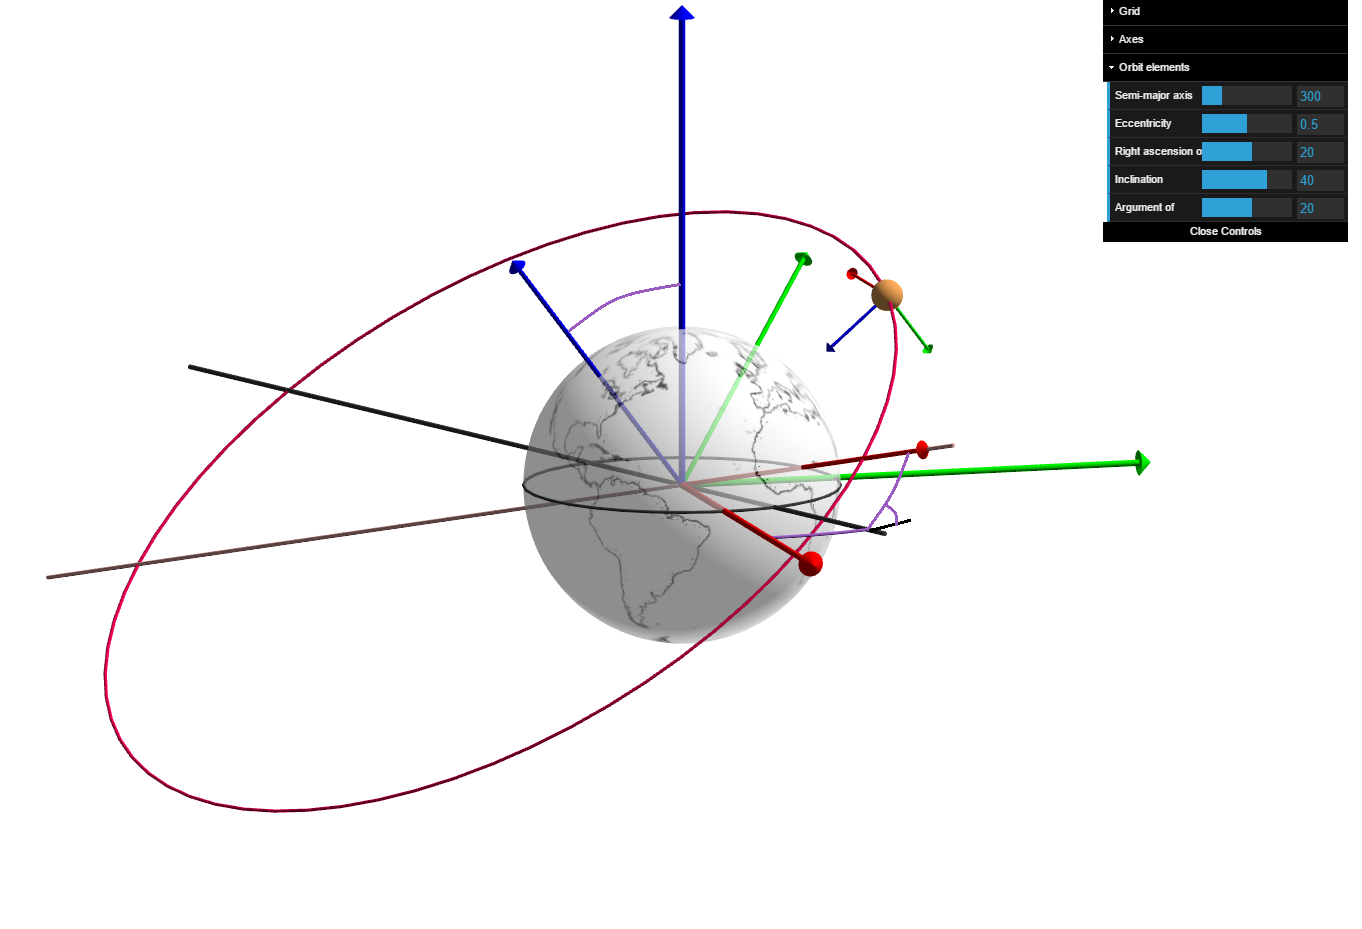 Grid
Axes
Orbit elements
Semi-major axis 300
Eccentricity 0.5
Right ascension o 20
Inclination 40
Argument of 20
Close Controls